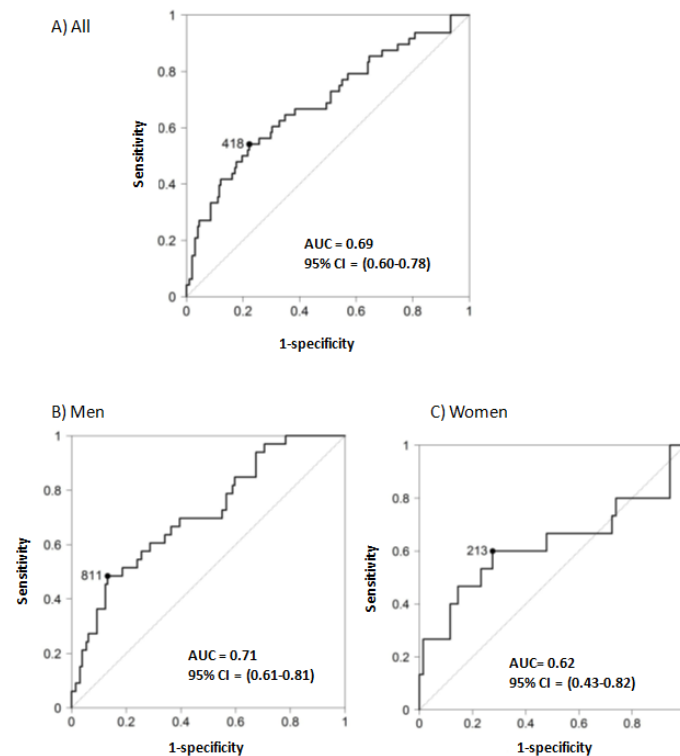 A) All
1
0.8
0.6
418
0.4
0.2
0
Sensitivity
AUC = 0.69
95% CI = (0.60-0.78)
0 0.2 0.4 0.6 0.8 1
1-specificity
B) Men
1
0.8
0.6
811
0.4
0.2
0
Sensitivity
AUC = 0.71
95% CI = (0.61-0.81)
0 0.2 0.4 0.6 0.8 1
1-specificity
C) Women
1
0.8
0.6
213
0.4
0.2
0
Sensitivity
AUC= 0.62
95% CI = (0.43-0.82)
0 0.2 0.4 0.6 0.8
1-specificity